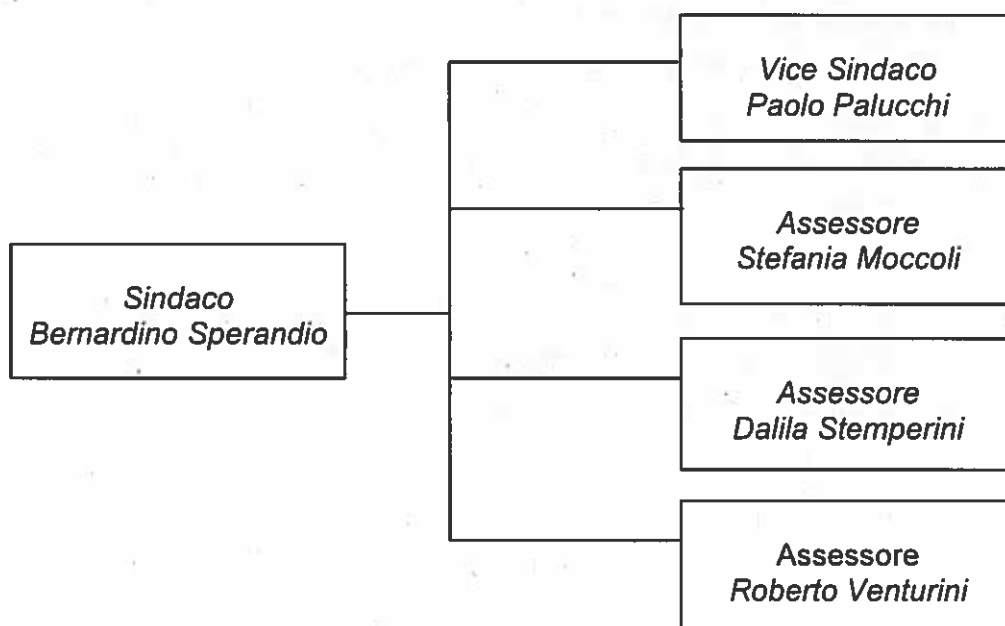 Vice Sindaco
Paolo Palucchi
Assessore
Stefania Moccoli
Sindaco
Bernardino Sperandio
Assessore
Dalila Stemperini
Assessore
Roberto Venturini